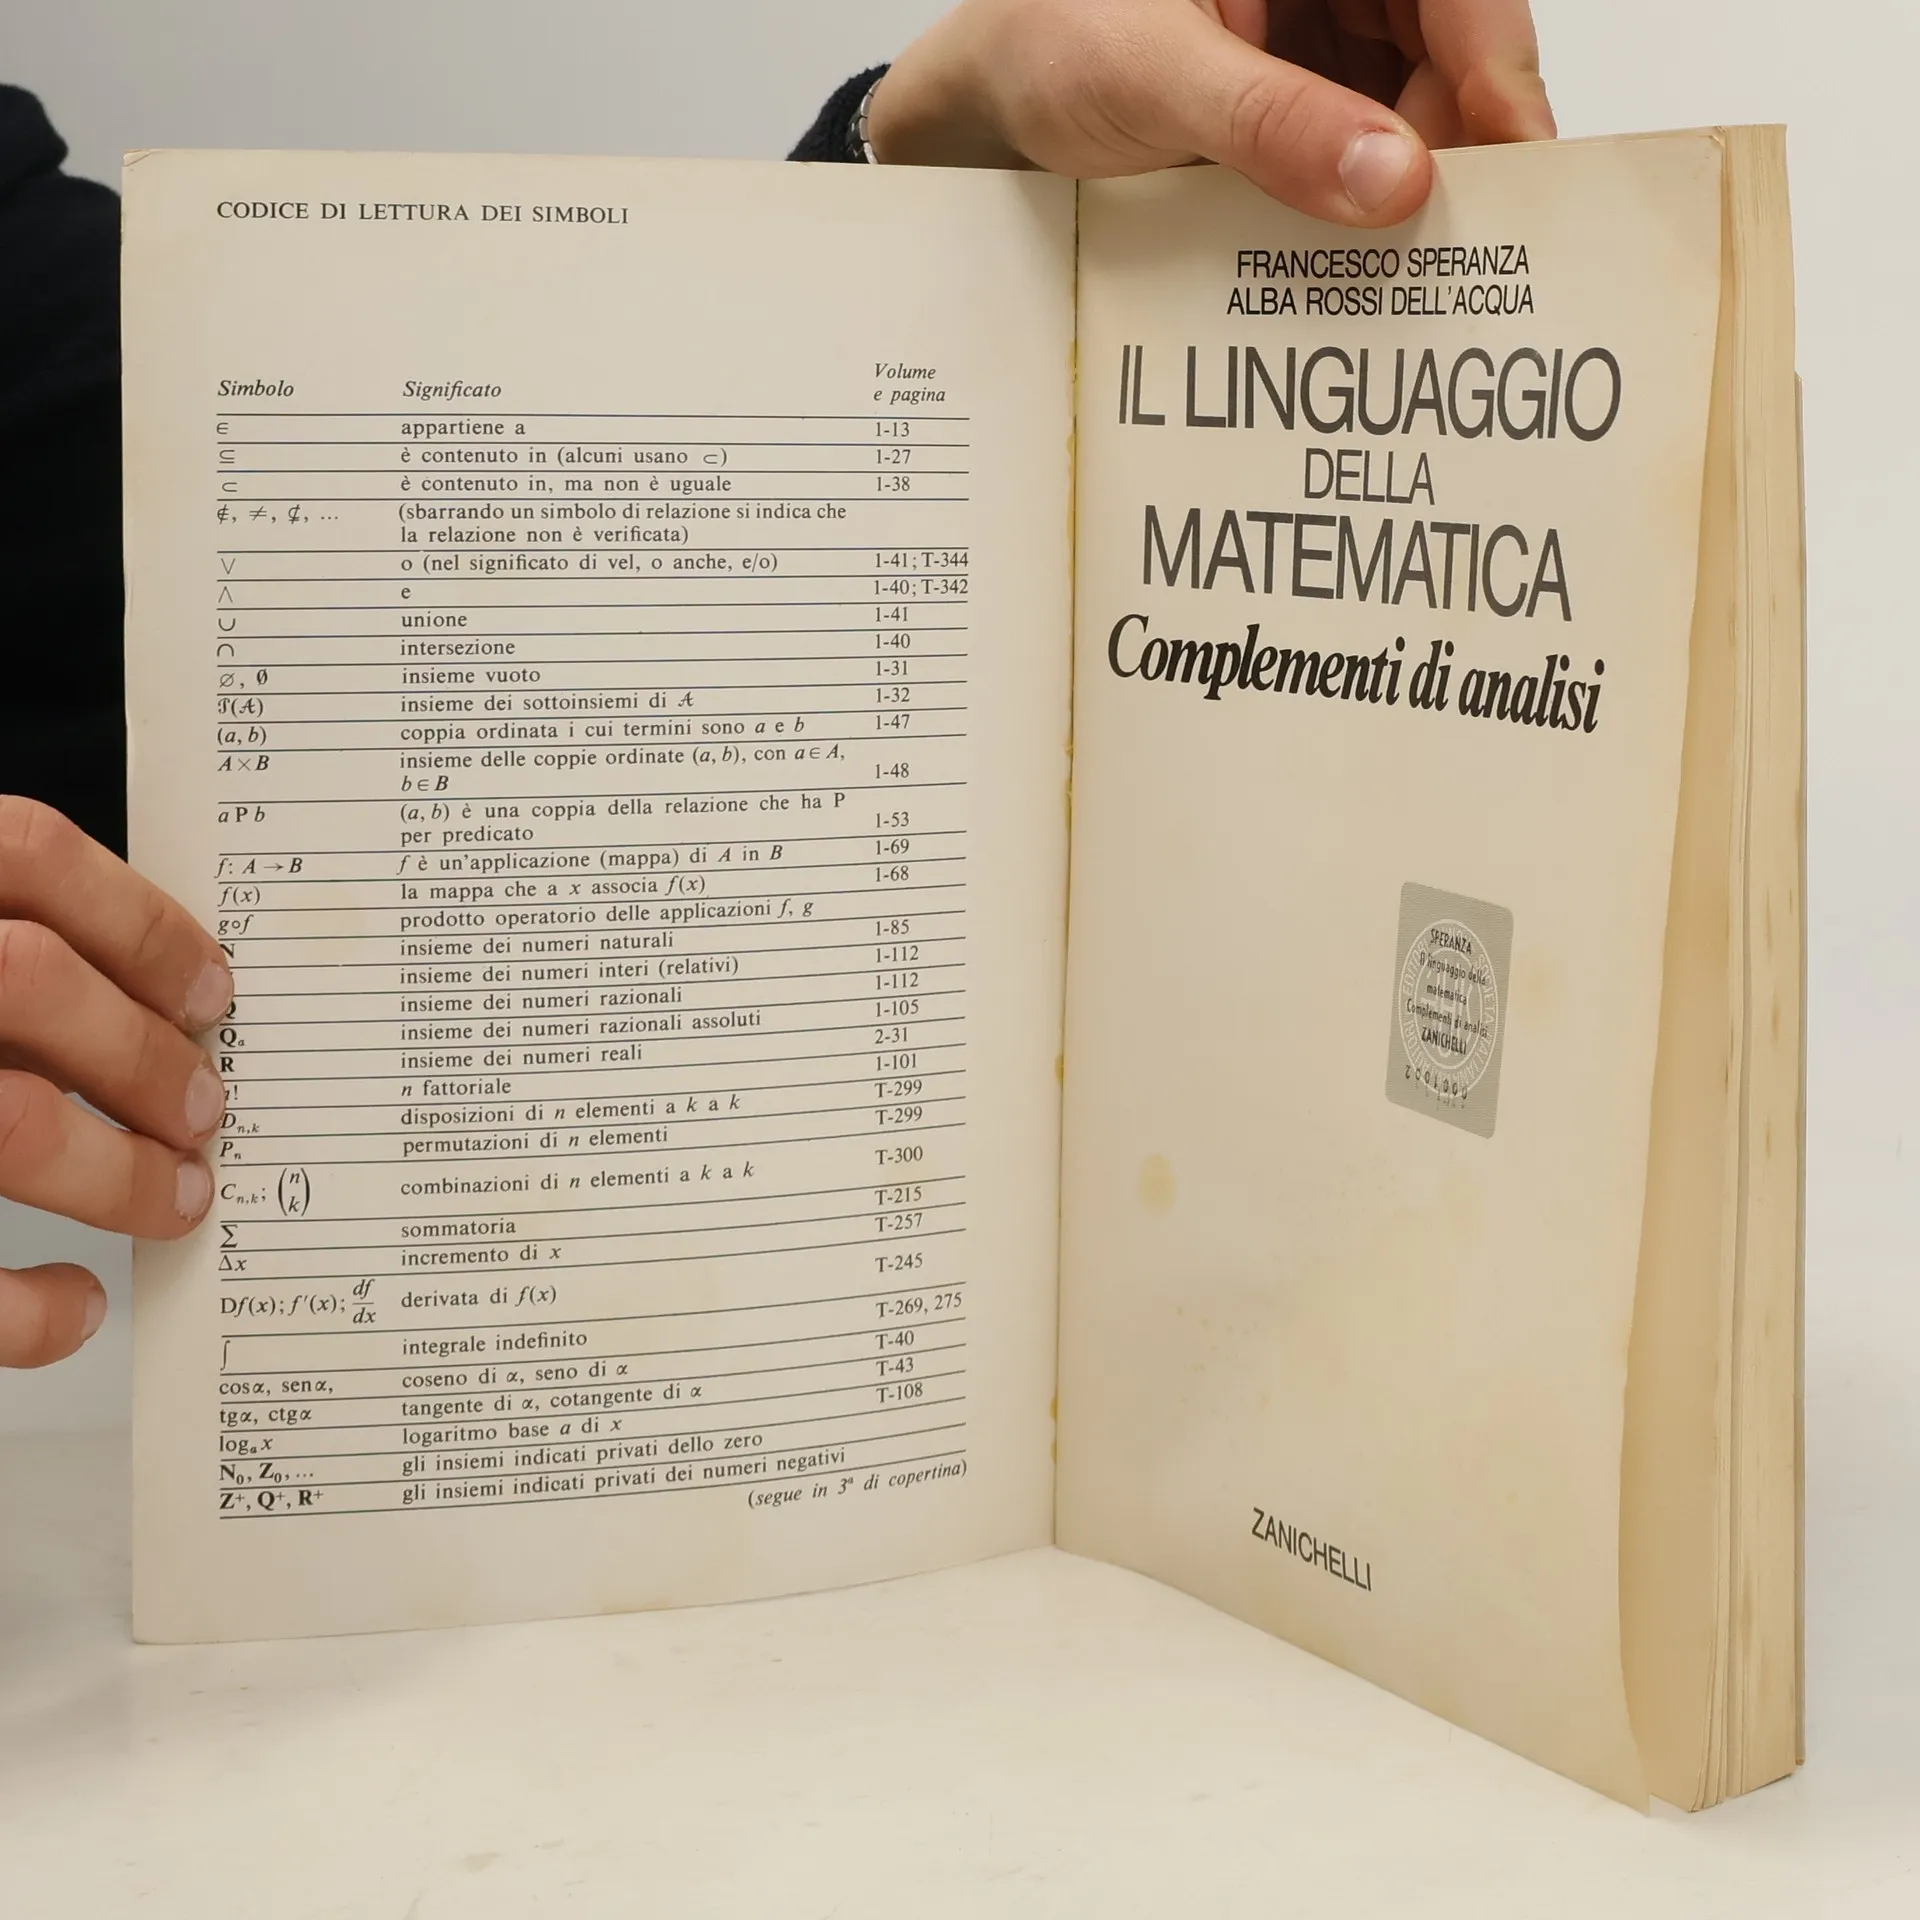 CODICE DI LETTURA DEI SIMBOLI
Simbolo Significato Volume e pagina
∈ appartiene a 1-13
⊆ è contenuto in (alcuni usano ⊂) 1-27
⊂ è contenuto in, ma non è uguale 1-38
∉, ≠, ⊄, ... (sbarrando un simbolo di relazione si indica che
la relazione non è verificata)
∨ o (nel significato di vel, o anche, e/o) 1-41; T-344
∧ e 1-40; T-342
∪ unione 1-41
∩ intersezione 1-40
∅, Ø insieme vuoto 1-31
𝒫(𝒜) insieme dei sottoinsiemi di 𝒜 1-32
(a, b) coppia ordinata i cui termini sono a e b 1-47
A×B insieme delle coppie ordinate (a, b), con a∈A,
b∈B 1-48
a P b (a, b) è una coppia della relazione che ha P
per predicato 1-53
f: A→B f è un'applicazione (mappa) di A in B 1-69
f(x) la mappa che a x associa f(x) 1-68
g∘f prodotto operatorio delle applicazioni f, g
N insieme dei numeri naturali 1-85
insieme dei numeri interi (relativi) 1-112
Q insieme dei numeri razionali 1-112
Qa insieme dei numeri razionali assoluti 1-105
R insieme dei numeri reali 2-31
n! n fattoriale 1-101
Dn,k disposizioni di n elementi a k a k T-299
Pn permutazioni di n elementi T-299
Cn,k; (n k) combinazioni di n elementi a k a k T-300
∑ sommatoria T-215
Δx incremento di x T-257
Df(x); f'(x); df/dx derivata di f(x) T-245
∫ integrale indefinito T-269, 275
cosα, senα, coseno di α, seno di α T-40
tgα, ctgα tangente di α, cotangente di α T-43
logₐ x logaritmo base a di x T-108
N₀, Z₀, ... gli insiemi indicati privati dello zero
Z⁺, Q⁺, R⁺ gli insiemi indicati privati dei numeri negativi
(segue in 3ª di copertina)
FRANCESCO SPERANZA
ALBA ROSSI DELL'ACQUA
IL LINGUAGGIO
DELLA
MATEMATICA
Complementi di analisi
SPERANZA
Il linguaggio della
matematica
Complementi di analisi
ZANICHELLI
ZANICHELLI